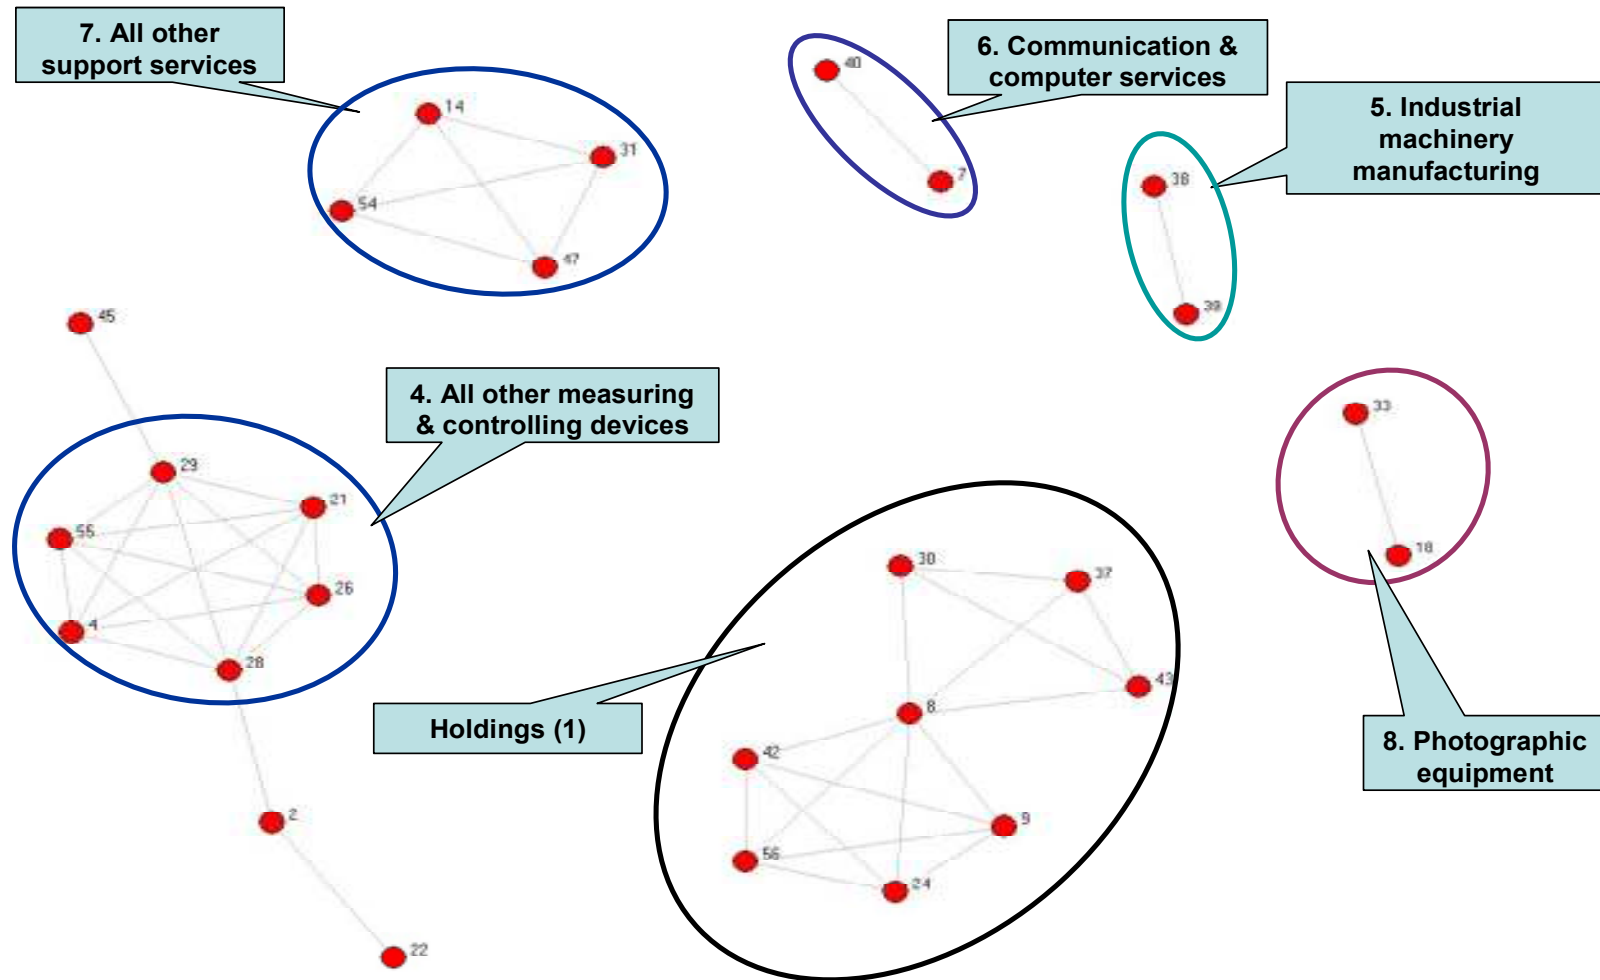 7. All other
support services
6. Communication &
computer services
5. Industrial
machinery
manufacturing
40
7
14
31
54
47
38
39
45
4. All other measuring
& controlling devices
29
21
55
26
4
28
33
18
30
37
43
8
Holdings (1)
42
9
56
24
8. Photographic
equipment
2
22